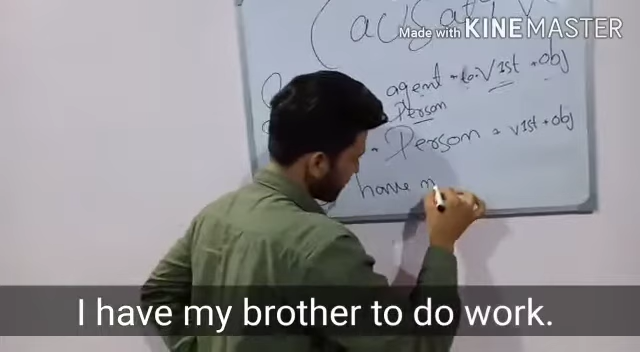 Made with KINEMASTER
agent + to + V1st + obj
Person
Person + v1st + obj
have m
I have my brother to do work.